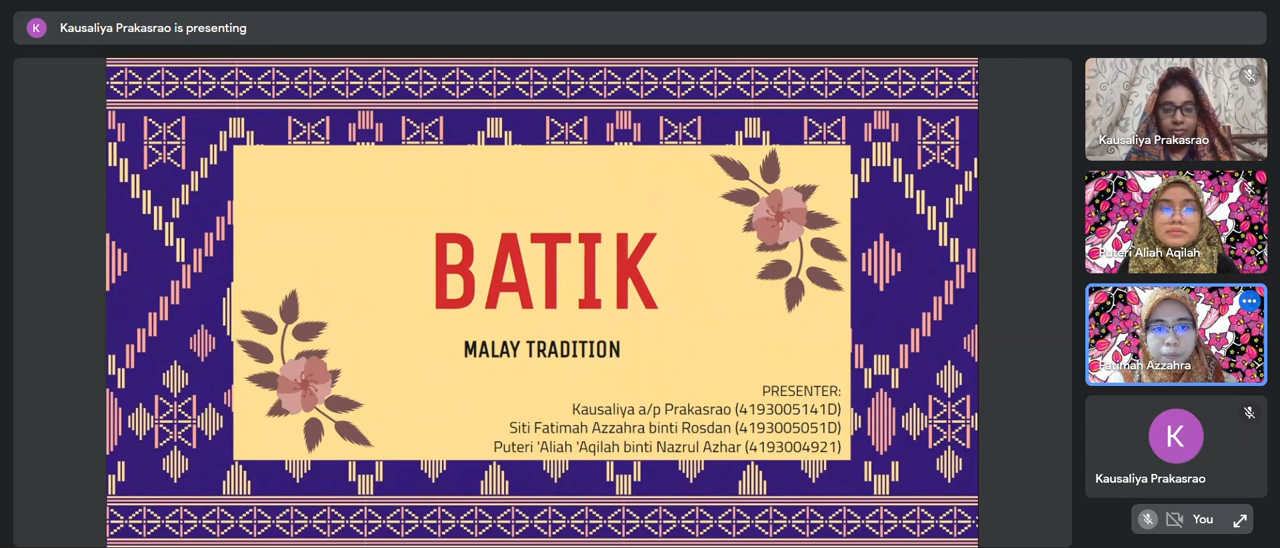 K
Kausaliya Prakasrao is presenting
BATIK
MALAY TRADITION
PRESENTER:
Kausaliya a/p Prakasrao (4193005141D)
Siti Fatimah Azzahra binti Rosdan (4193005051D)
Puteri 'Aliah 'Aqilah binti Nazrul Azhar (4193004921)
Kausaliya Prakasrao
Puteri Aliah Aqilah
Fatimah Azzahra
K
Kausaliya Prakasrao
You